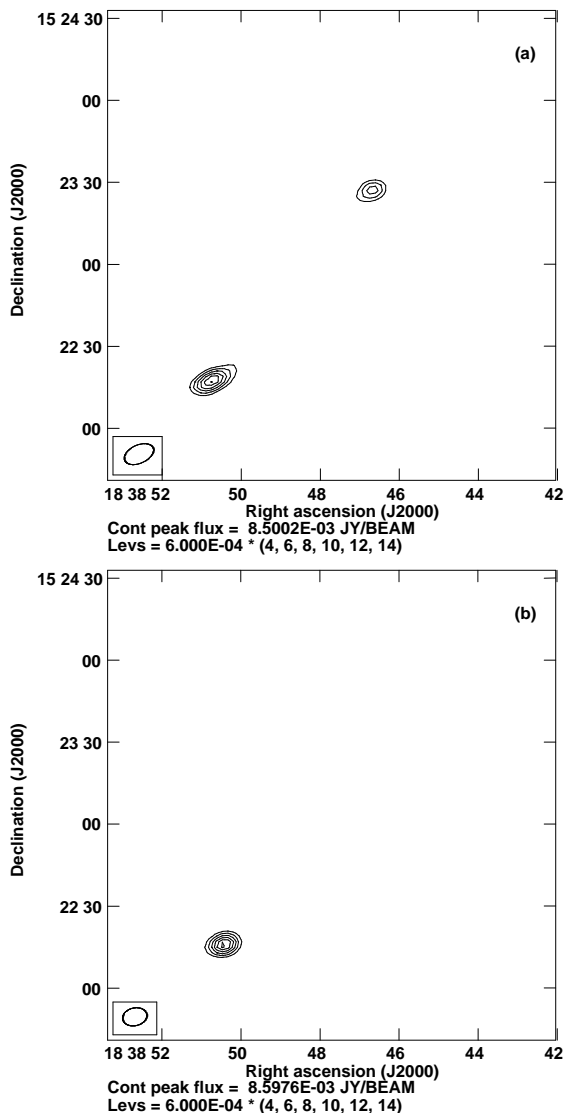 15 24 30
(a)
00
23 30
Declination (J2000)
00
22 30
00
18 38 52 50 48 46 44 42
Right ascension (J2000)
Cont peak flux = 8.5002E-03 JY/BEAM
Levs = 6.000E-04 * (4, 6, 8, 10, 12, 14)
15 24 30
(b)
00
23 30
Declination (J2000)
00
22 30
00
18 38 52 50 48 46 44 42
Right ascension (J2000)
Cont peak flux = 8.5976E-03 JY/BEAM
Levs = 6.000E-04 * (4, 6, 8, 10, 12, 14)